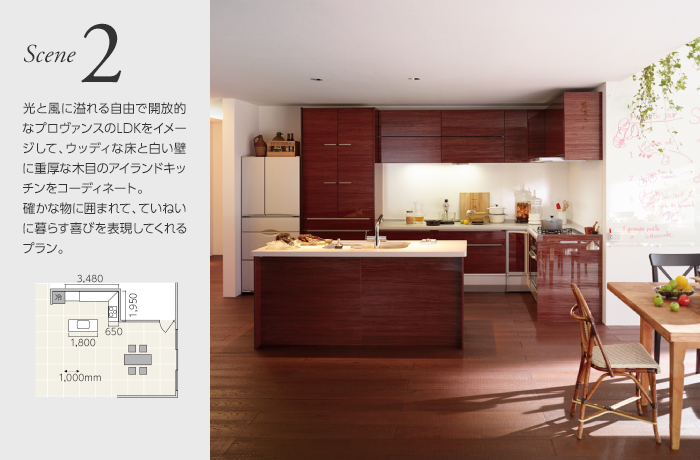 Scene 2
光と風に溢れる自由で開放的
なプロヴァンスのLDKをイメー
ジして、ウッディな床と白い壁
に重厚な木目のアイランドキッ
チンをコーディネート。
確かな物に囲まれて、ていねい
に暮らす喜びを表現してくれる
プラン。
3,480
冷
1,950
650
1,800
1,000mm